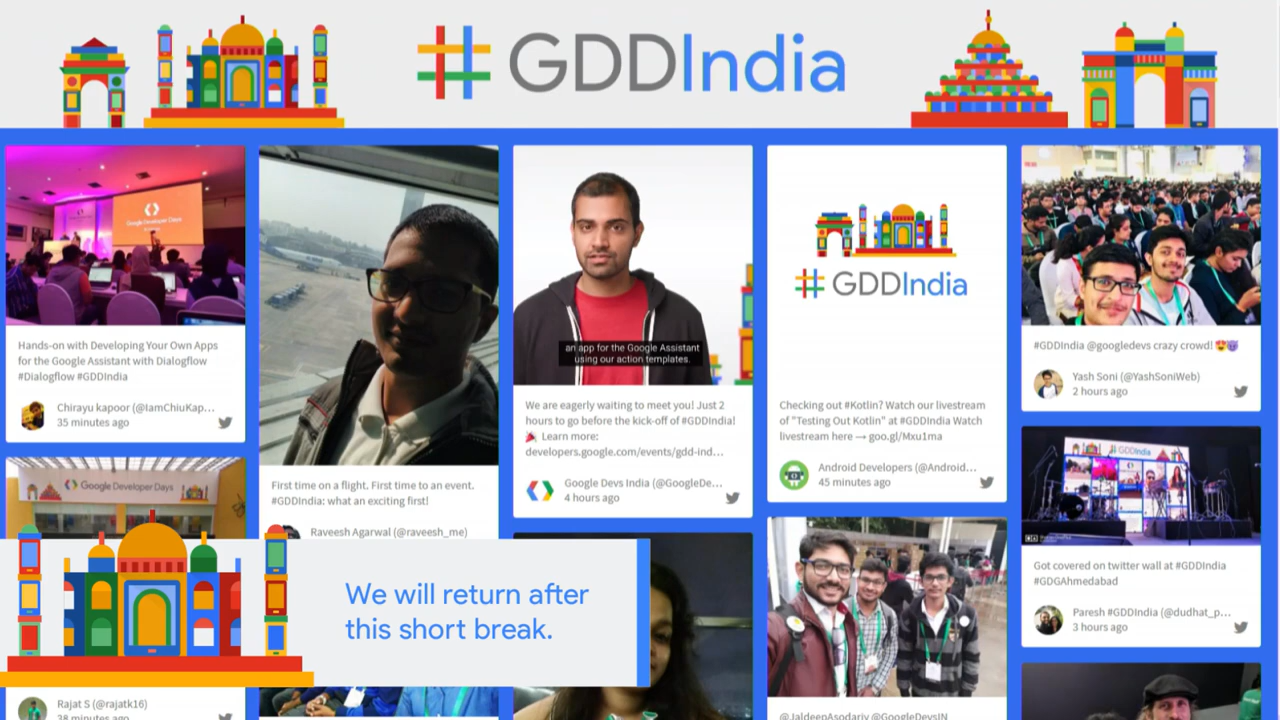 #GDDIndia
Google Developer Days
Hands-on with Developing Your Own Apps
for the Google Assistant with Dialogflow
#Dialogflow #GDDIndia
Chirayu kapoor (@IamChiuKap...
35 minutes ago
Google Developer Days
Rajat S (@rajatk16)
38 minutes ago
First time on a flight. First time to an event.
#GDDIndia: what an exciting first!
Raveesh Agarwal (@raveesh_me)
an app for the Google Assistant
using our action templates.
We are eagerly waiting to meet you! Just 2
hours to go before the kick-off of #GDDIndia!
🎉 Learn more:
developers.google.com/events/gdd-ind...
Google Devs India (@GoogleDe...
4 hours ago
#GDDIndia
Checking out #Kotlin? Watch our livestream
of "Testing Out Kotlin" at #GDDIndia Watch
livestream here → goo.gl/Mxu1ma
Android Developers (@Android...
45 minutes ago
@JaldeepAsodariy @GoogleDevsIN
#GDDIndia @googledevs crazy crowd! 😍😈
Yash Soni (@YashSoniWeb)
2 hours ago
#GDDIndia
Got covered on twitter wall at #GDDIndia
#GDGAhmedabad
Paresh #GDDIndia (@dudhat_p...
3 hours ago
We will return after
this short break.